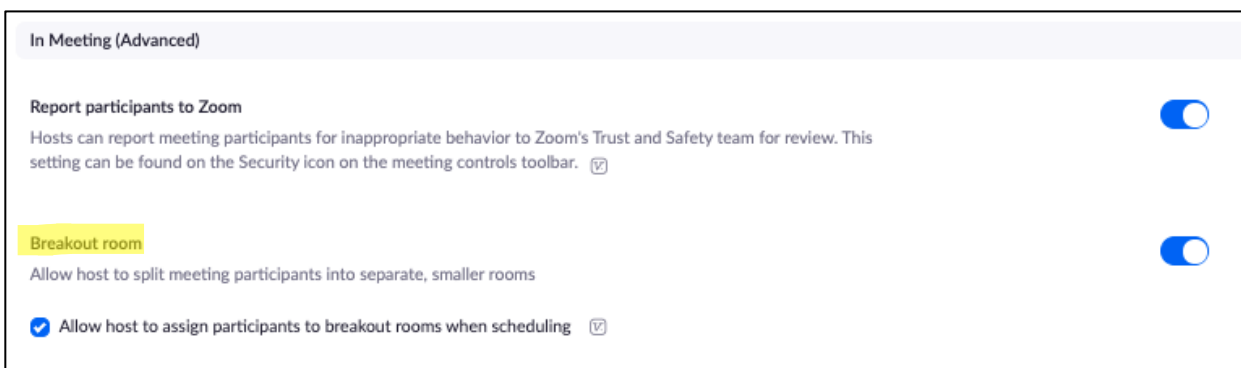 In Meeting (Advanced)
Report participants to Zoom
Hosts can report meeting participants for inappropriate behavior to Zoom's Trust and Safety team for review. This
setting can be found on the Security icon on the meeting controls toolbar.
Breakout room
Allow host to split meeting participants into separate, smaller rooms
Allow host to assign participants to breakout rooms when scheduling